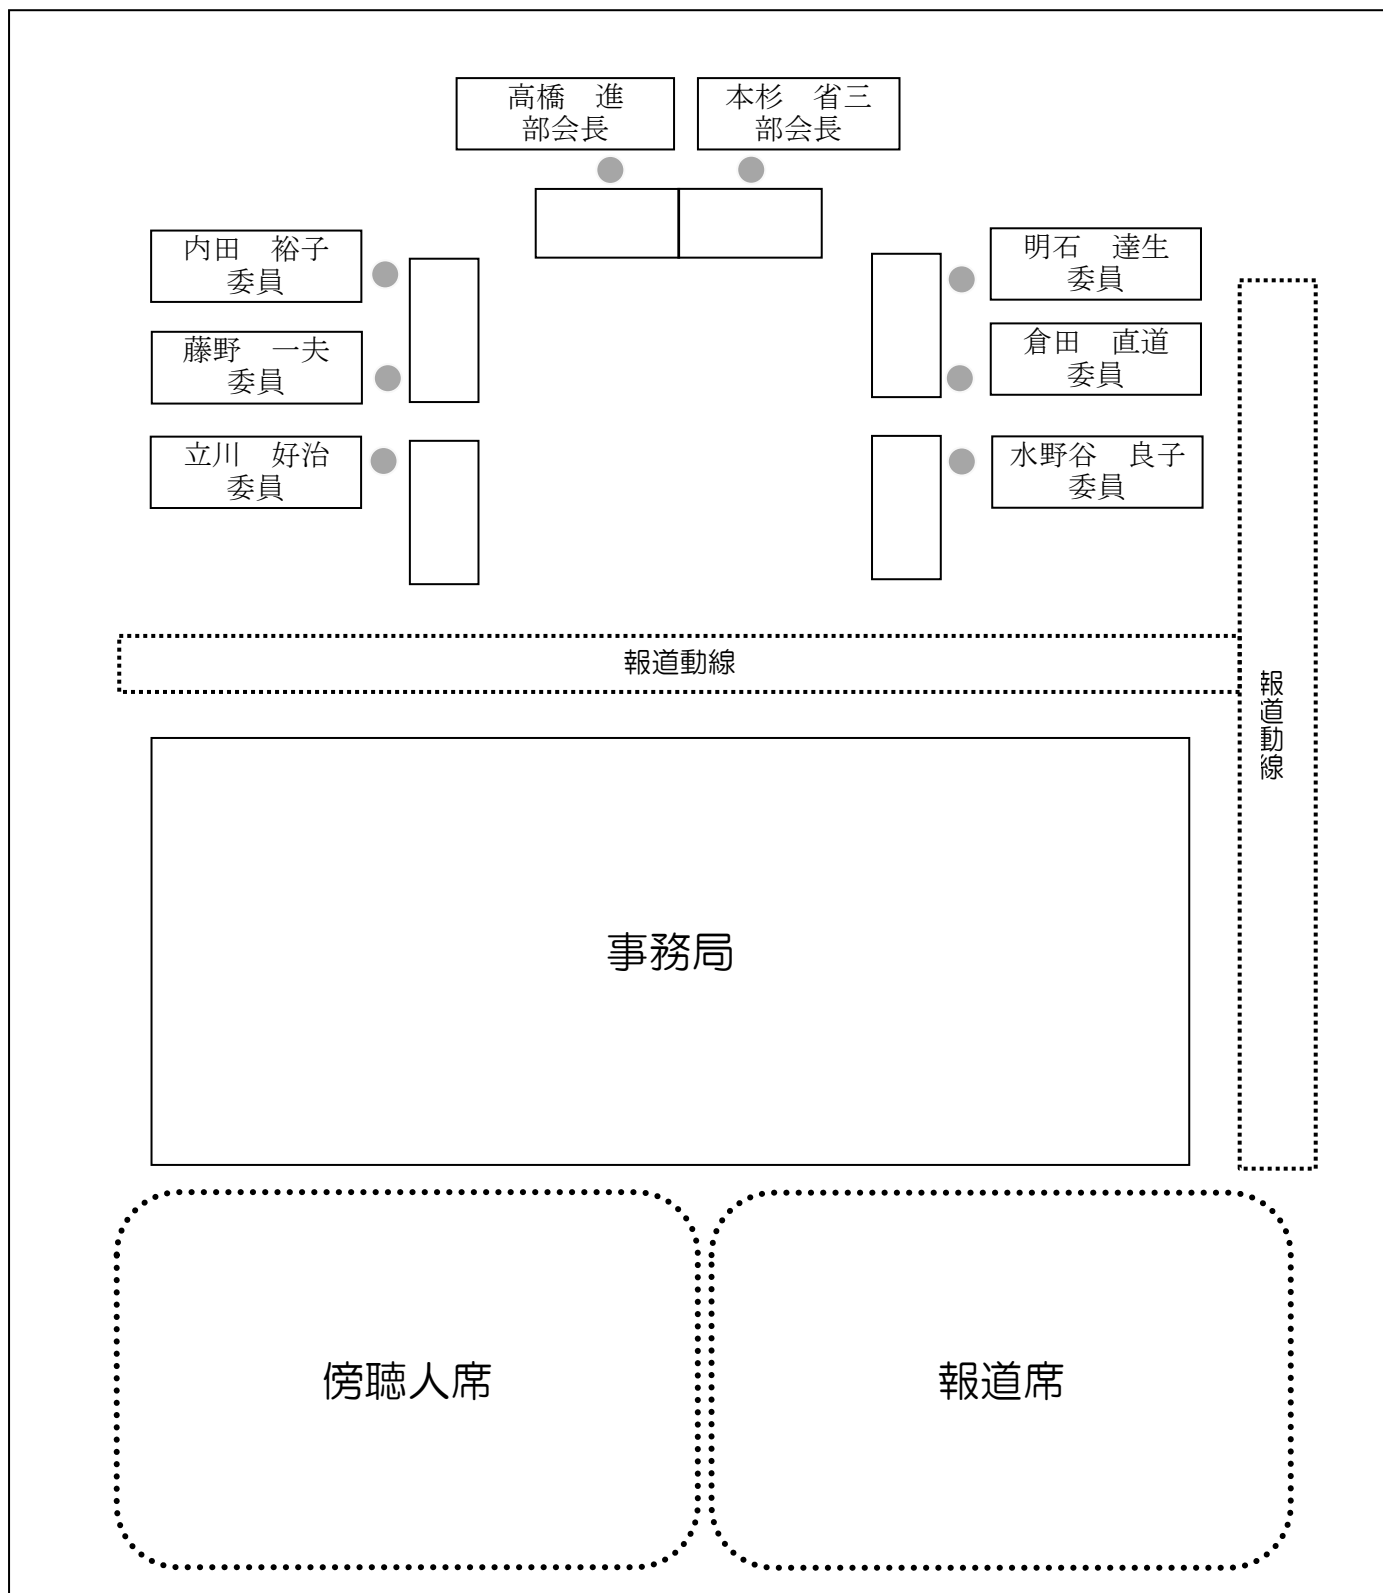 高橋　進
部会長
本杉　省三
部会長
内田　裕子
委員
明石　達生
委員
藤野　一夫
委員
倉田　直道
委員
立川　好治
委員
水野谷　良子
委員
報道動線
報道動線
事務局
傍聴人席
報道席